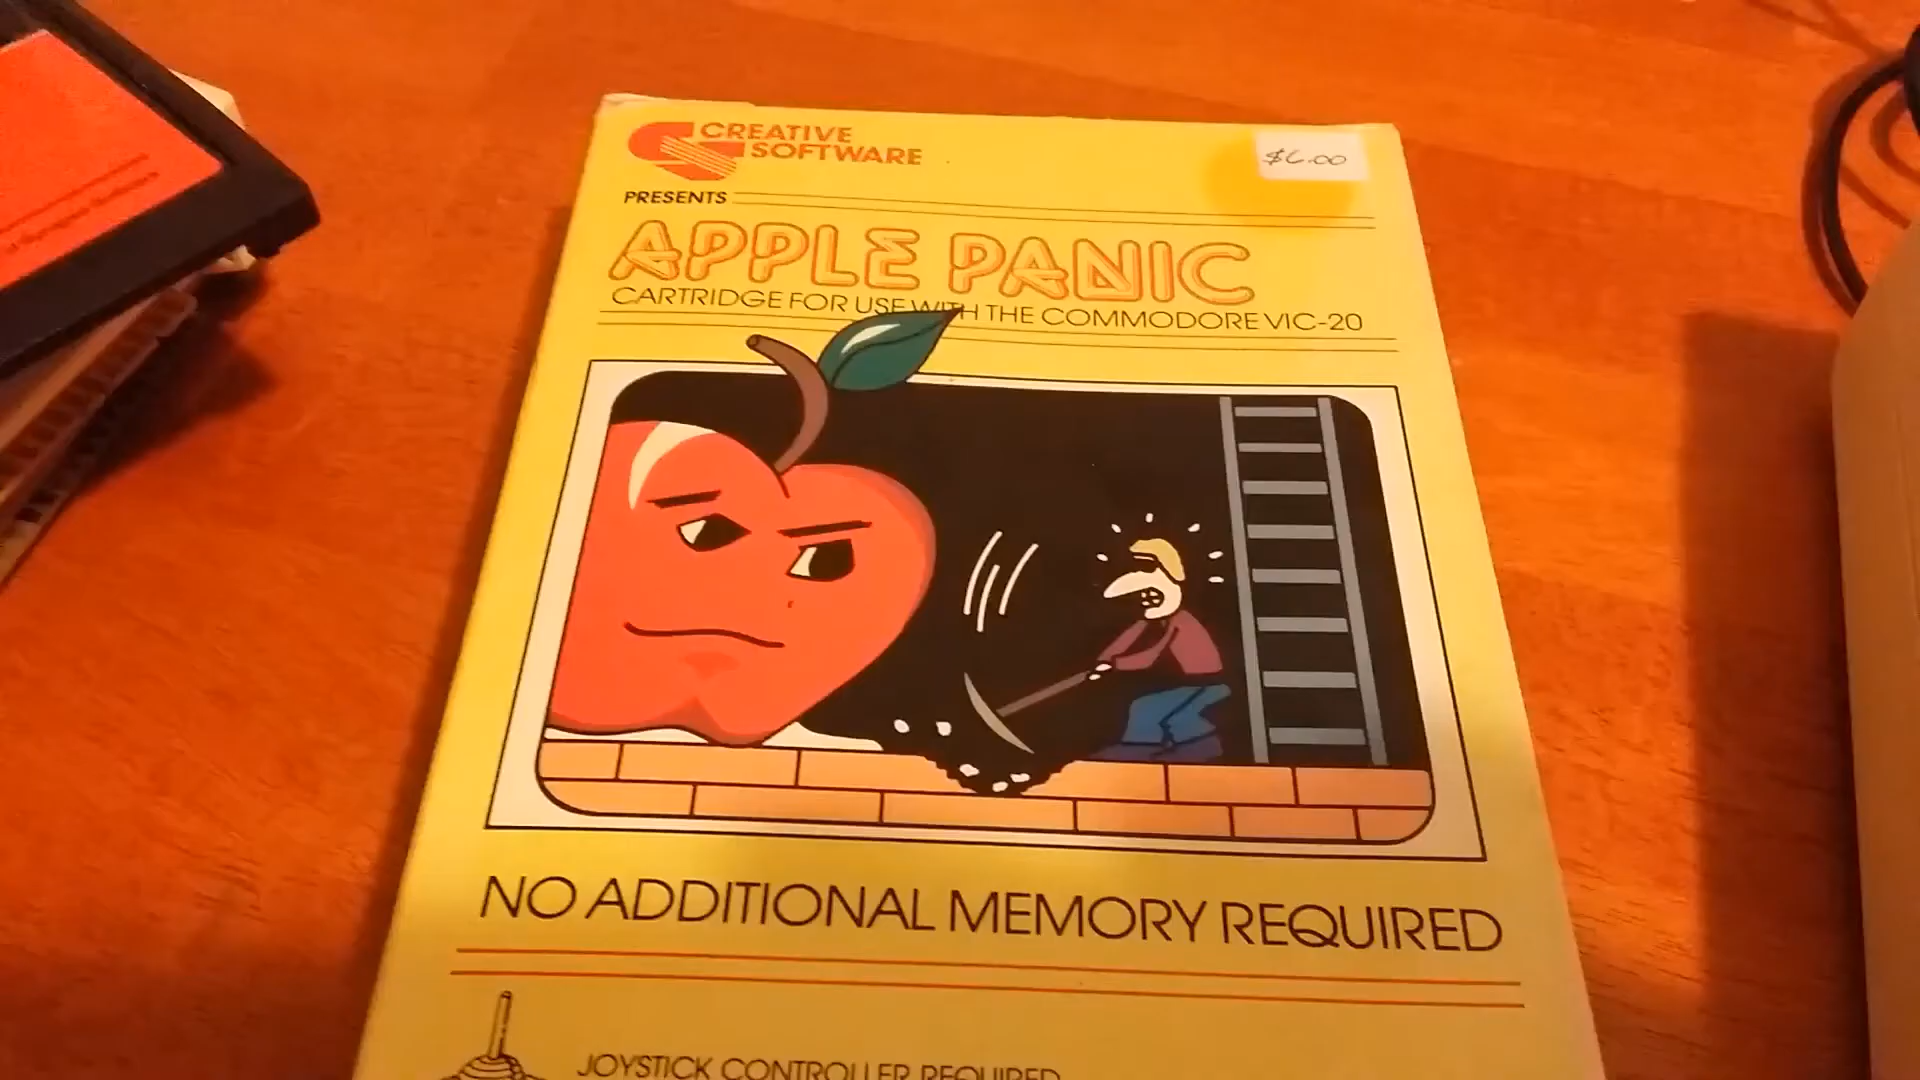 CREATIVE
SOFTWARE
$6.00
PRESENTS
APPLE PANIC
CARTRIDGE FOR USE WITH THE COMMODORE VIC-20
NO ADDITIONAL MEMORY REQUIRED
JOYSTICK CONTROLLER REQUIRED